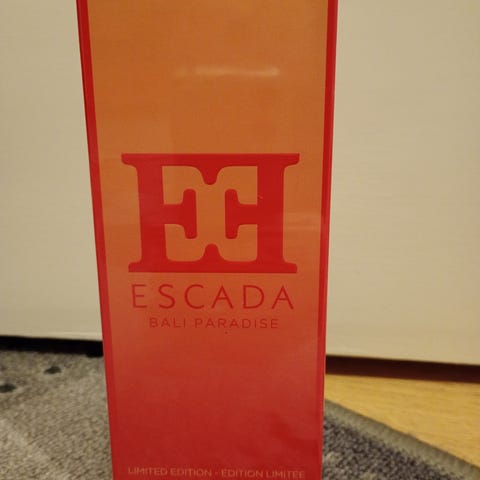 ESCADA
BALI PARADISE
LIMITED EDITION - EDITION LIMITÉE